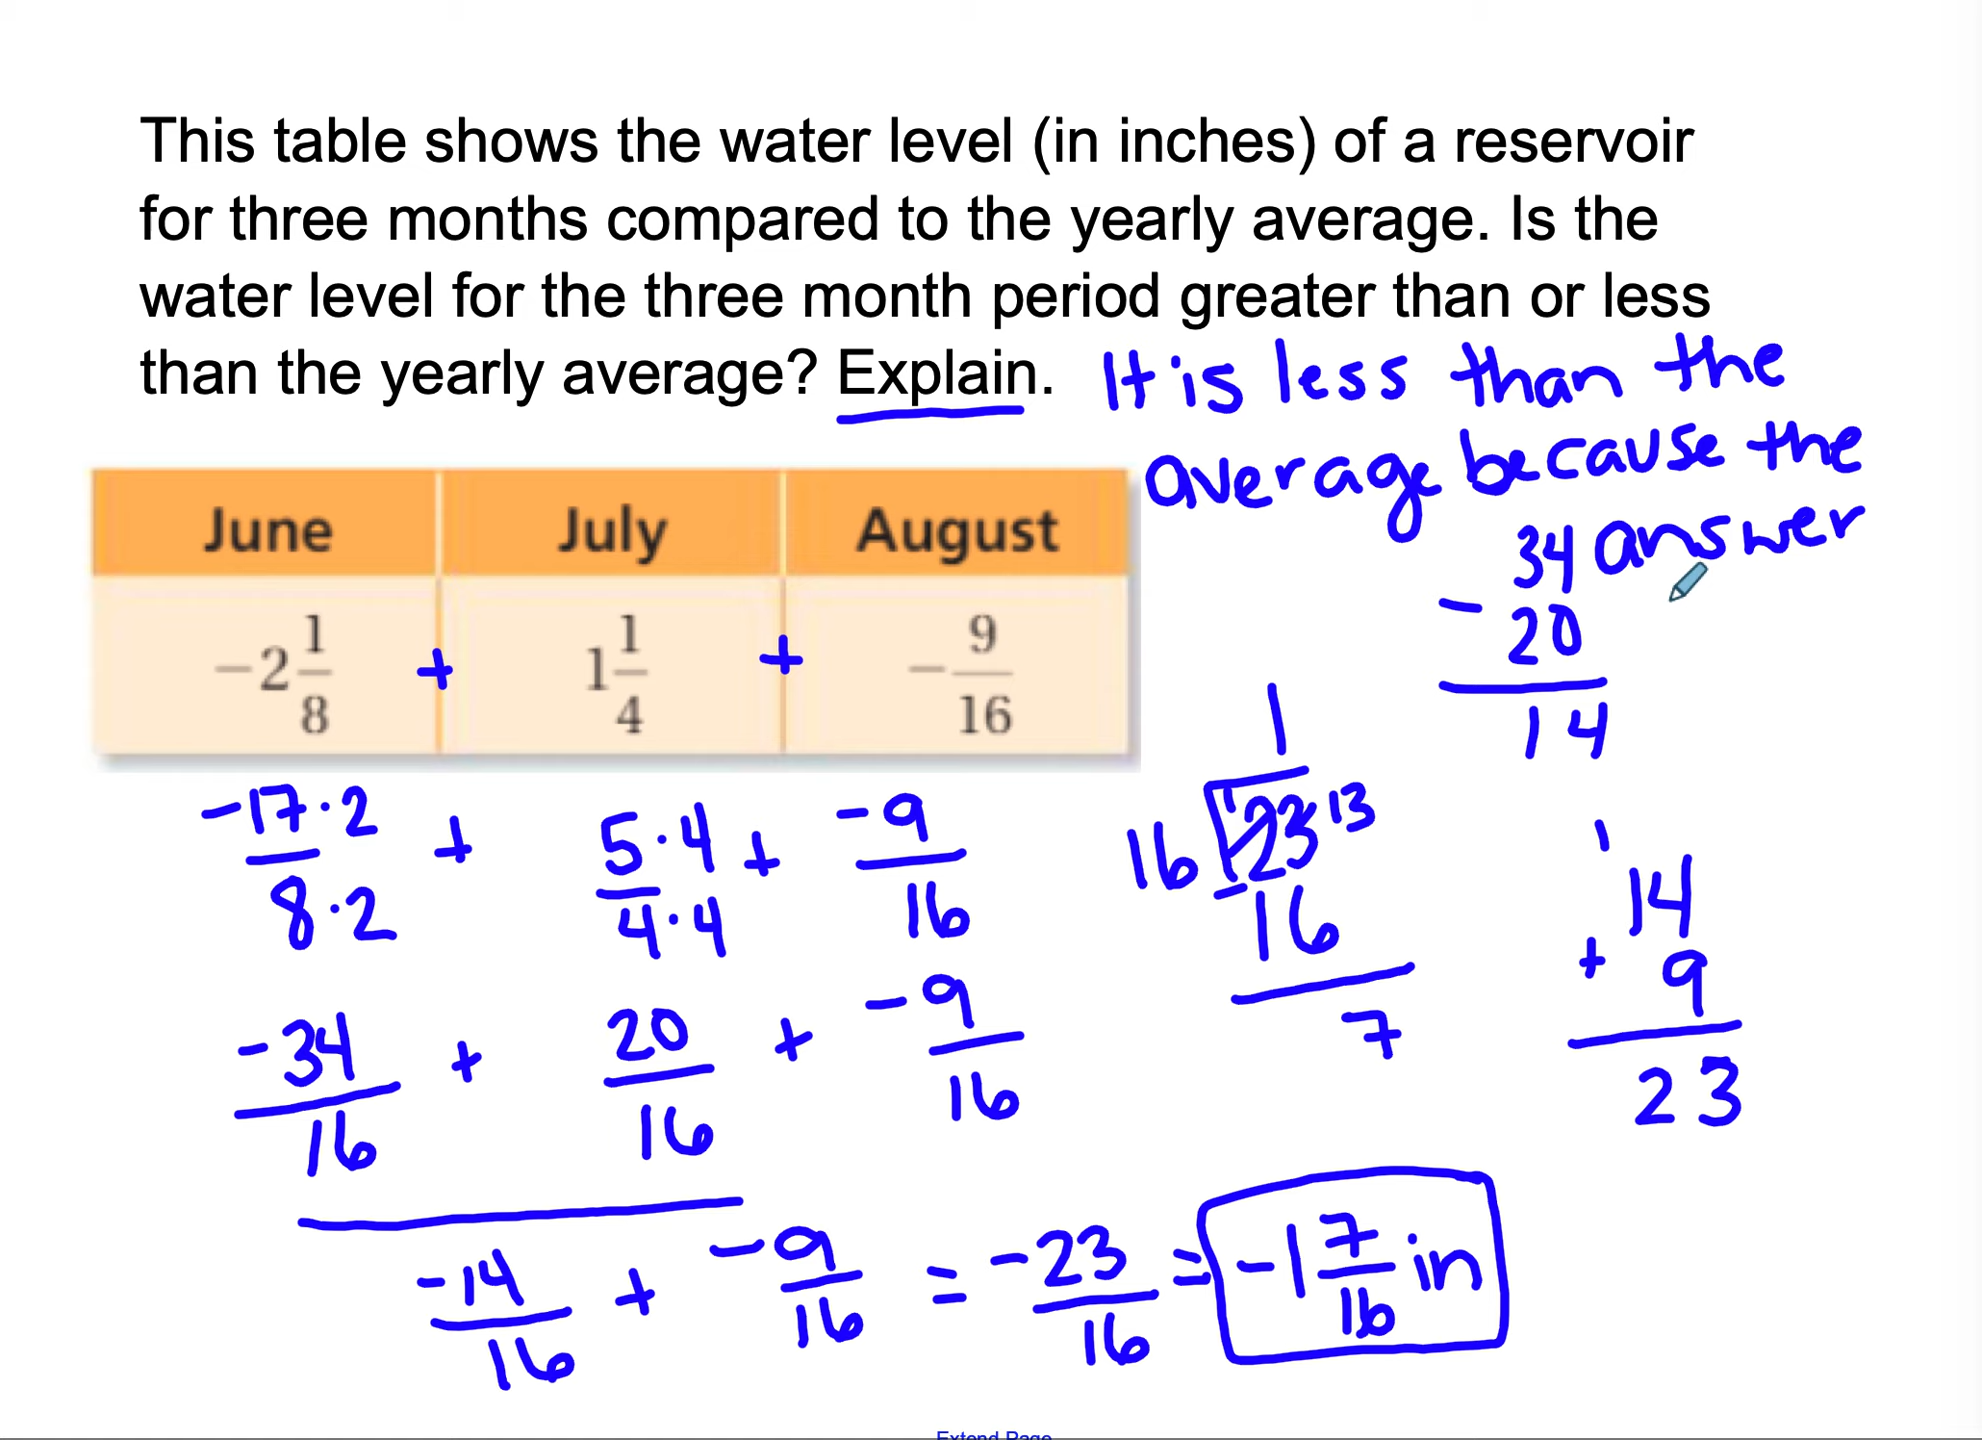 This table shows the water level (in inches) of a reservoir
for three months compared to the yearly average. Is the
water level for the three month period greater than or less
than the yearly average? Explain.
It is less than the
average because the
answer
June July August
-2 1/8 + 1 1/4 + - 9/16
34
- 20
14
-17·2/8·2 + 5·4/4·4 + -9/16
-34/16 + 20/16 + -9/16
-14/16 + -9/16 = -23/16 = -1 7/16 in
1
16 23 13
- 16
7
1
14
+ 9
23
Extend Page